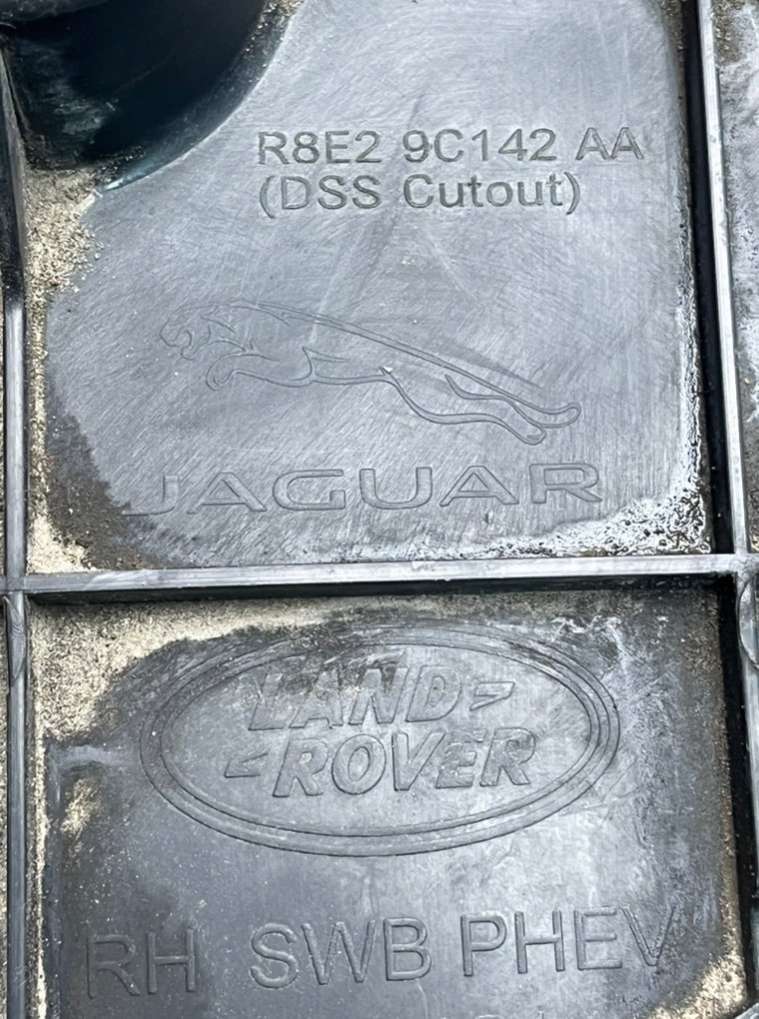 R8E2 9C142 AA
(DSS Cutout)
JAGUAR
LAND
ROVER
RH SWB PHEV